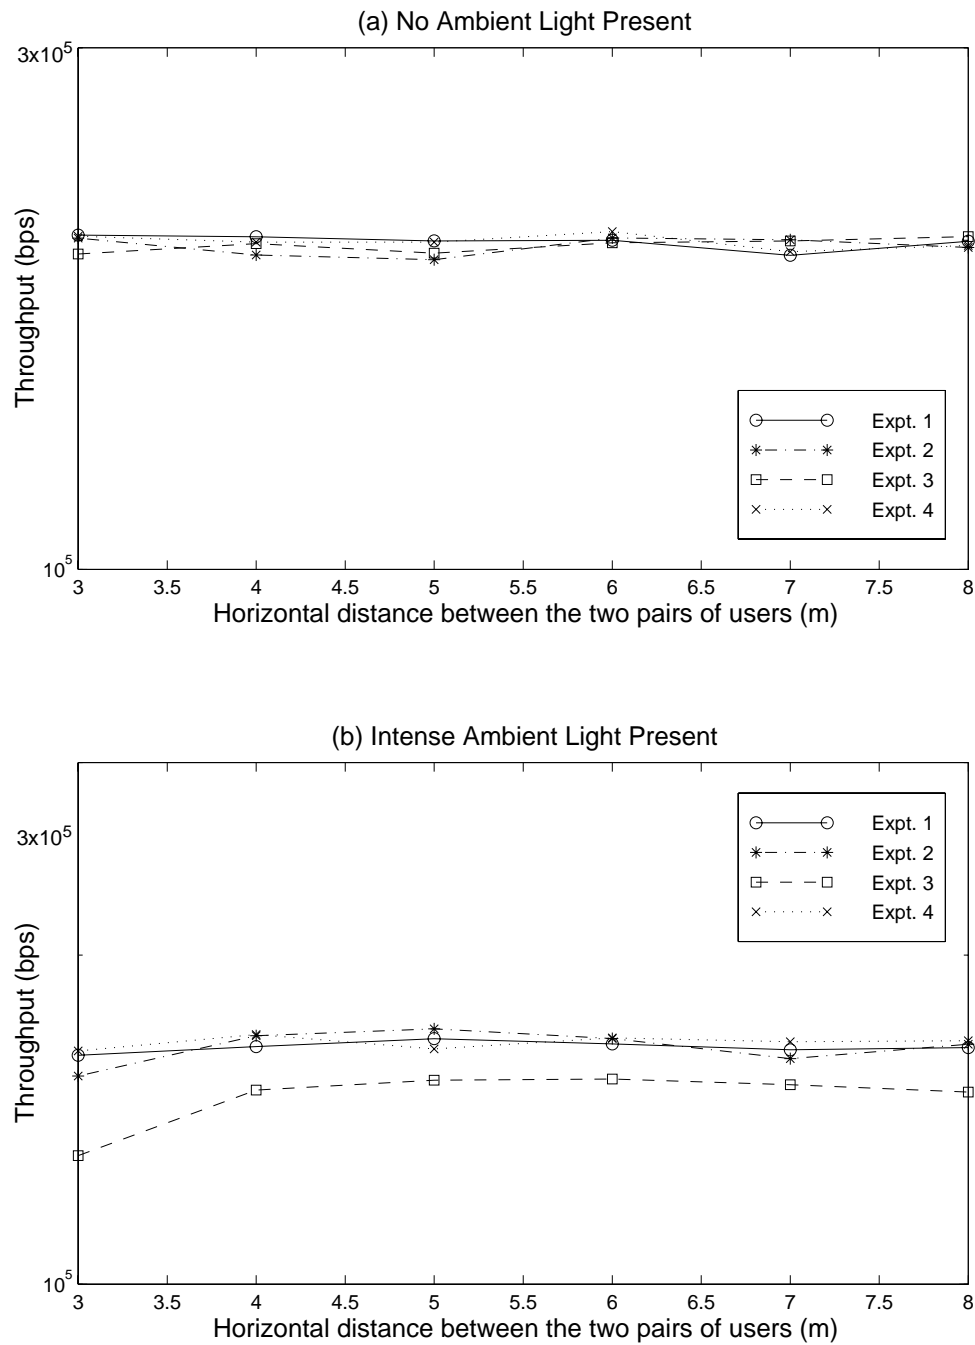 (a) No Ambient Light Present
3x10^5
Throughput (bps)
Expt. 1
Expt. 2
Expt. 3
Expt. 4
10^5
3 3.5 4 4.5 5 5.5 6 6.5 7 7.5 8
Horizontal distance between the two pairs of users (m)
(b) Intense Ambient Light Present
Expt. 1
3x10^5
Expt. 2
Expt. 3
Expt. 4
Throughput (bps)
10^5
3 3.5 4 4.5 5 5.5 6 6.5 7 7.5 8
Horizontal distance between the two pairs of users (m)